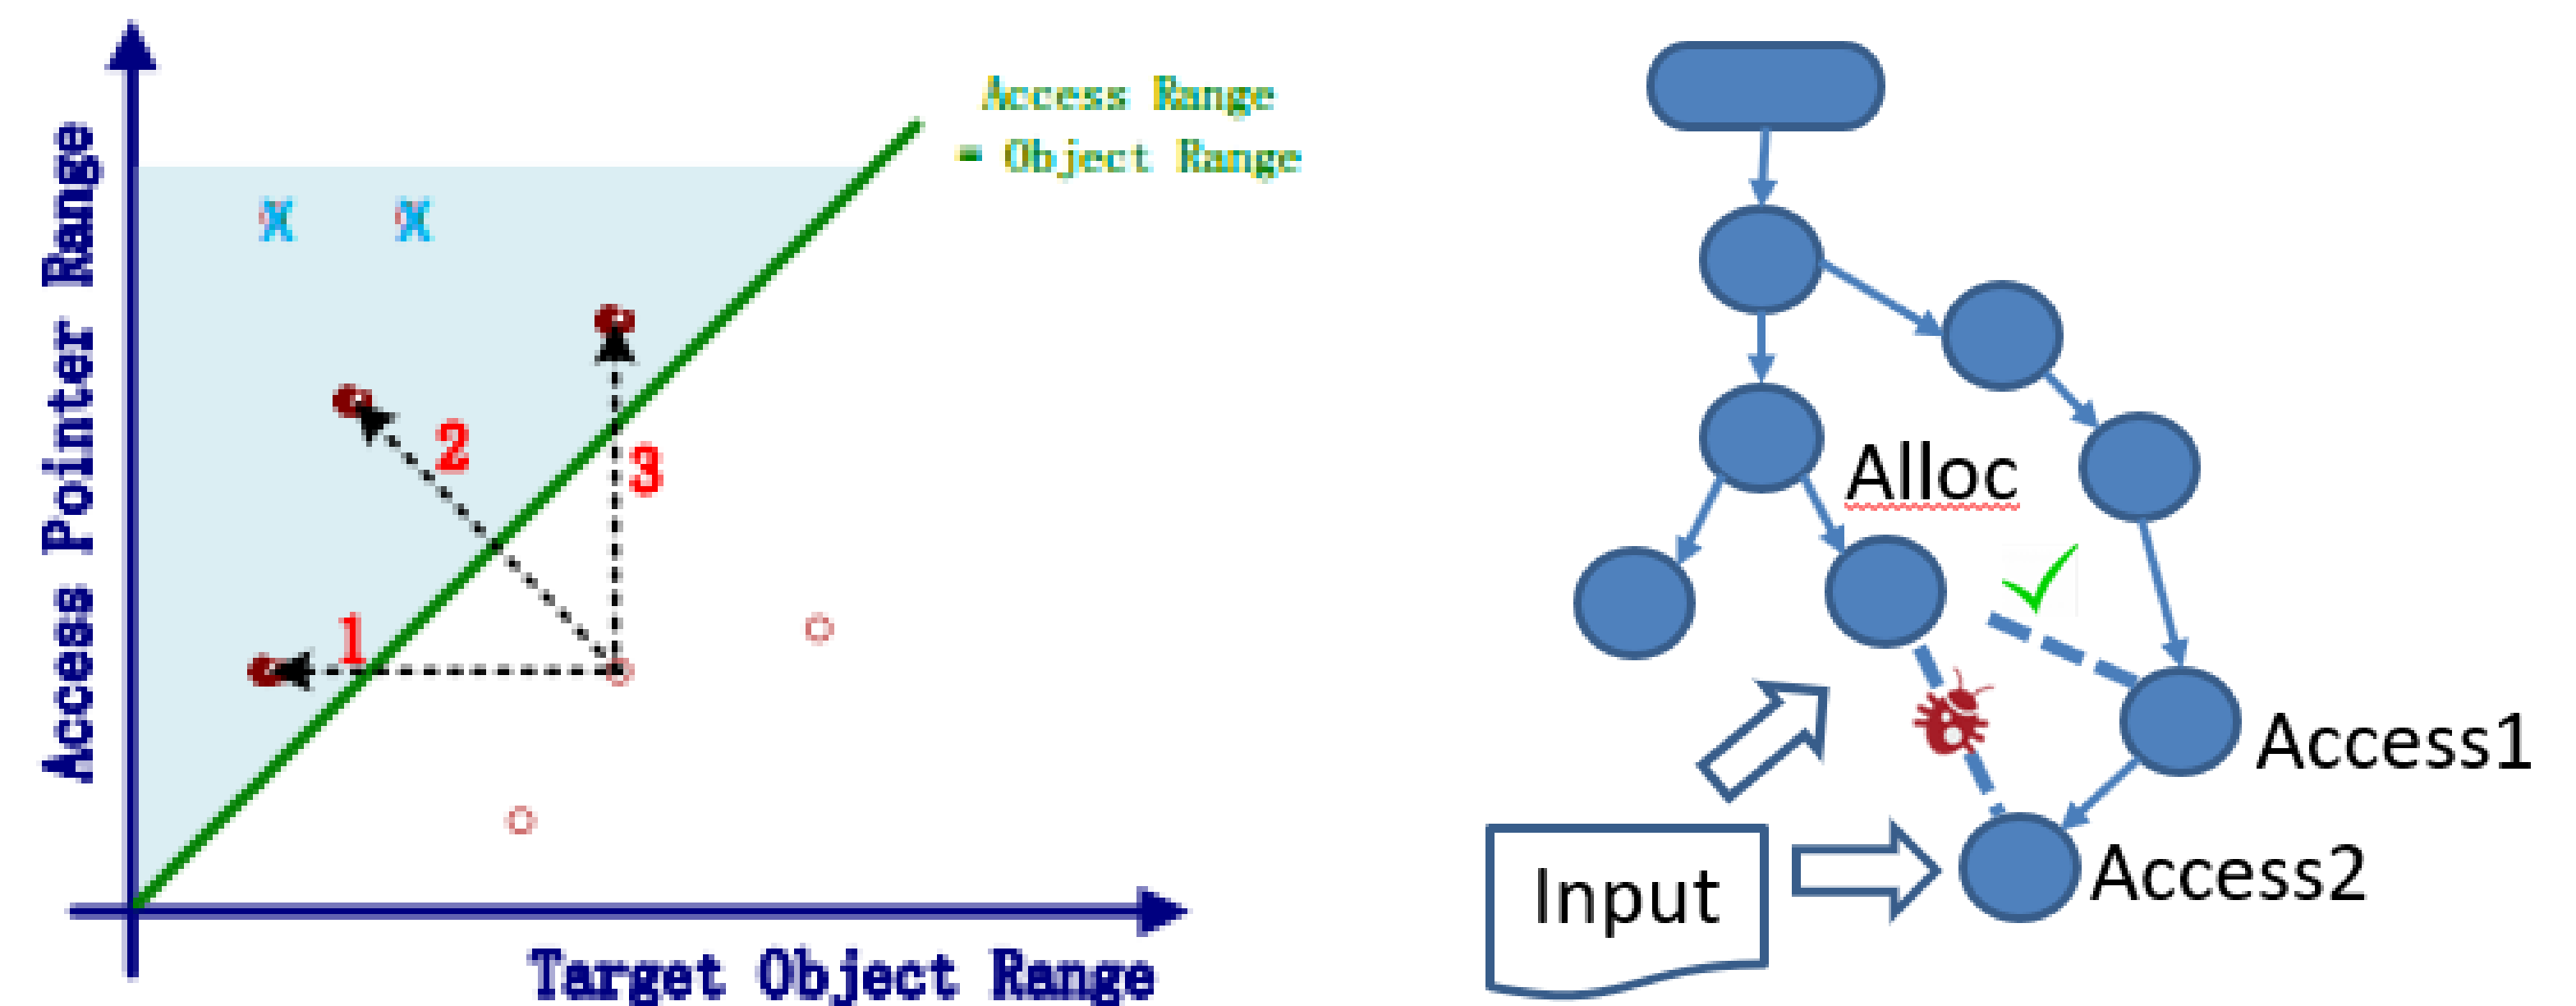 Access Pointer Range
Access Range
= Object Range
X X
2
3
1
Target Object Range
Alloc
Access1
Input
Access2